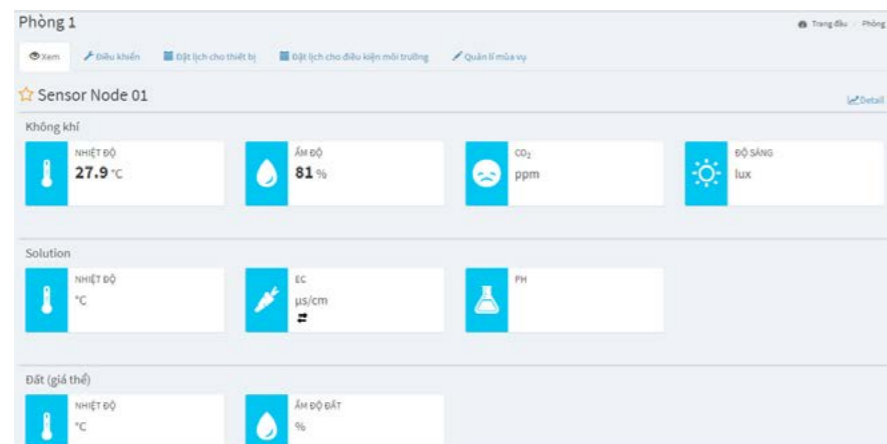 Phòng 1
Trang đầu
Phòng
Xem
Điều khiển
Đặt lịch cho thiết bị
Đặt lịch cho điều kiện môi trường
Quản lí mùa vụ
Sensor Node 01
Detail
Không khí
NHIỆT ĐỘ
27.9 °C
ẨM ĐỘ
81 %
CO₂
ppm
ĐỘ SÁNG
lux
Solution
NHIỆT ĐỘ
°C
EC
µs/cm
PH
Đất (giá thể)
NHIỆT ĐỘ
°C
ẨM ĐỘ ĐẤT
%